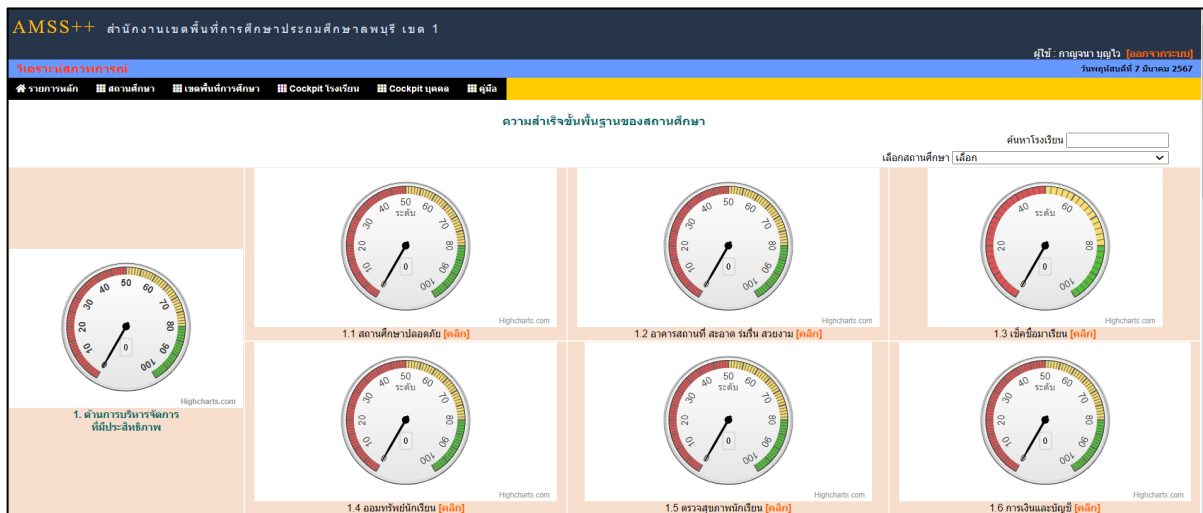 AMSS++ สำนักงานเขตพื้นที่การศึกษาประถมศึกษาลพบุรี เขต 1
ผู้ใช้ : กาญจนา บุญไว [ออกจากระบบ]
วิเคราะห์สภาพการณ์
วันพฤหัสบดีที่ 7 มีนาคม 2567
รายการหลัก สถานศึกษา เขตพื้นที่การศึกษา Cockpit โรงเรียน Cockpit บุคคล คู่มือ
ความสำเร็จขั้นพื้นฐานของสถานศึกษา
ค้นหาโรงเรียน
เลือกสถานศึกษา เลือก
10 20 30 40 50 60 70 80 90 100
0
Highcharts.com
1. ด้านการบริหารจัดการ
ที่มีประสิทธิภาพ
10 20 30 40 50 60 70 80 90 100
ระดับ
0
Highcharts.com
1.1 สถานศึกษาปลอดภัย [คลิก]
10 20 30 40 50 60 70 80 90 100
ระดับ
0
Highcharts.com
1.2 อาคารสถานที่ สะอาด ร่มรื่น สวยงาม [คลิก]
20 40 60 80 100
ระดับ
0
Highcharts.com
1.3 เช็คชื่อมาเรียน [คลิก]
10 20 30 40 50 60 70 80 90 100
ระดับ
0
Highcharts.com
1.4 ออมทรัพย์นักเรียน [คลิก]
10 20 30 40 50 60 70 80 90 100
ระดับ
0
Highcharts.com
1.5 ตรวจสุขภาพนักเรียน [คลิก]
10 20 30 40 50 60 70 80 90 100
ระดับ
0
Highcharts.com
1.6 การเงินและบัญชี [คลิก]